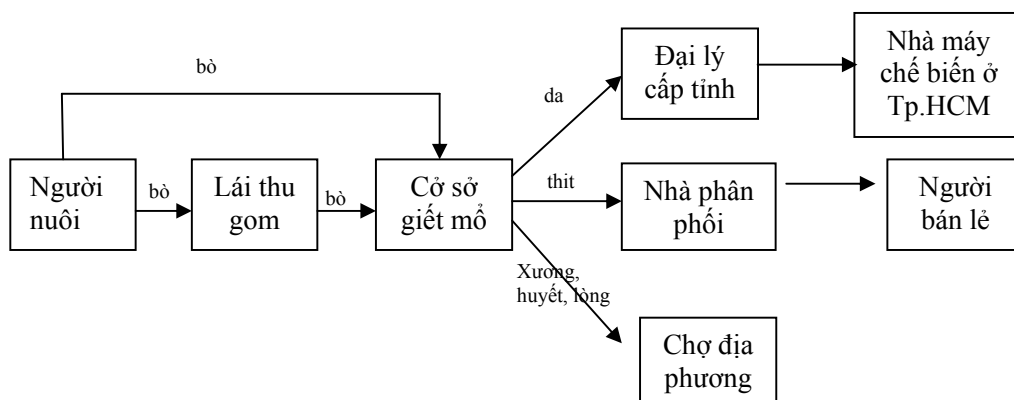 bò
Đại lý
cấp tỉnh
Nhà máy
chế biến ở
Tp.HCM
da
Người
nuôi
bò
Lái thu
gom
bò
Cở sở
giết mổ
thit
Nhà phân
phối
Người
bán lẻ
Xương,
huyết, lòng
Chợ địa
phương